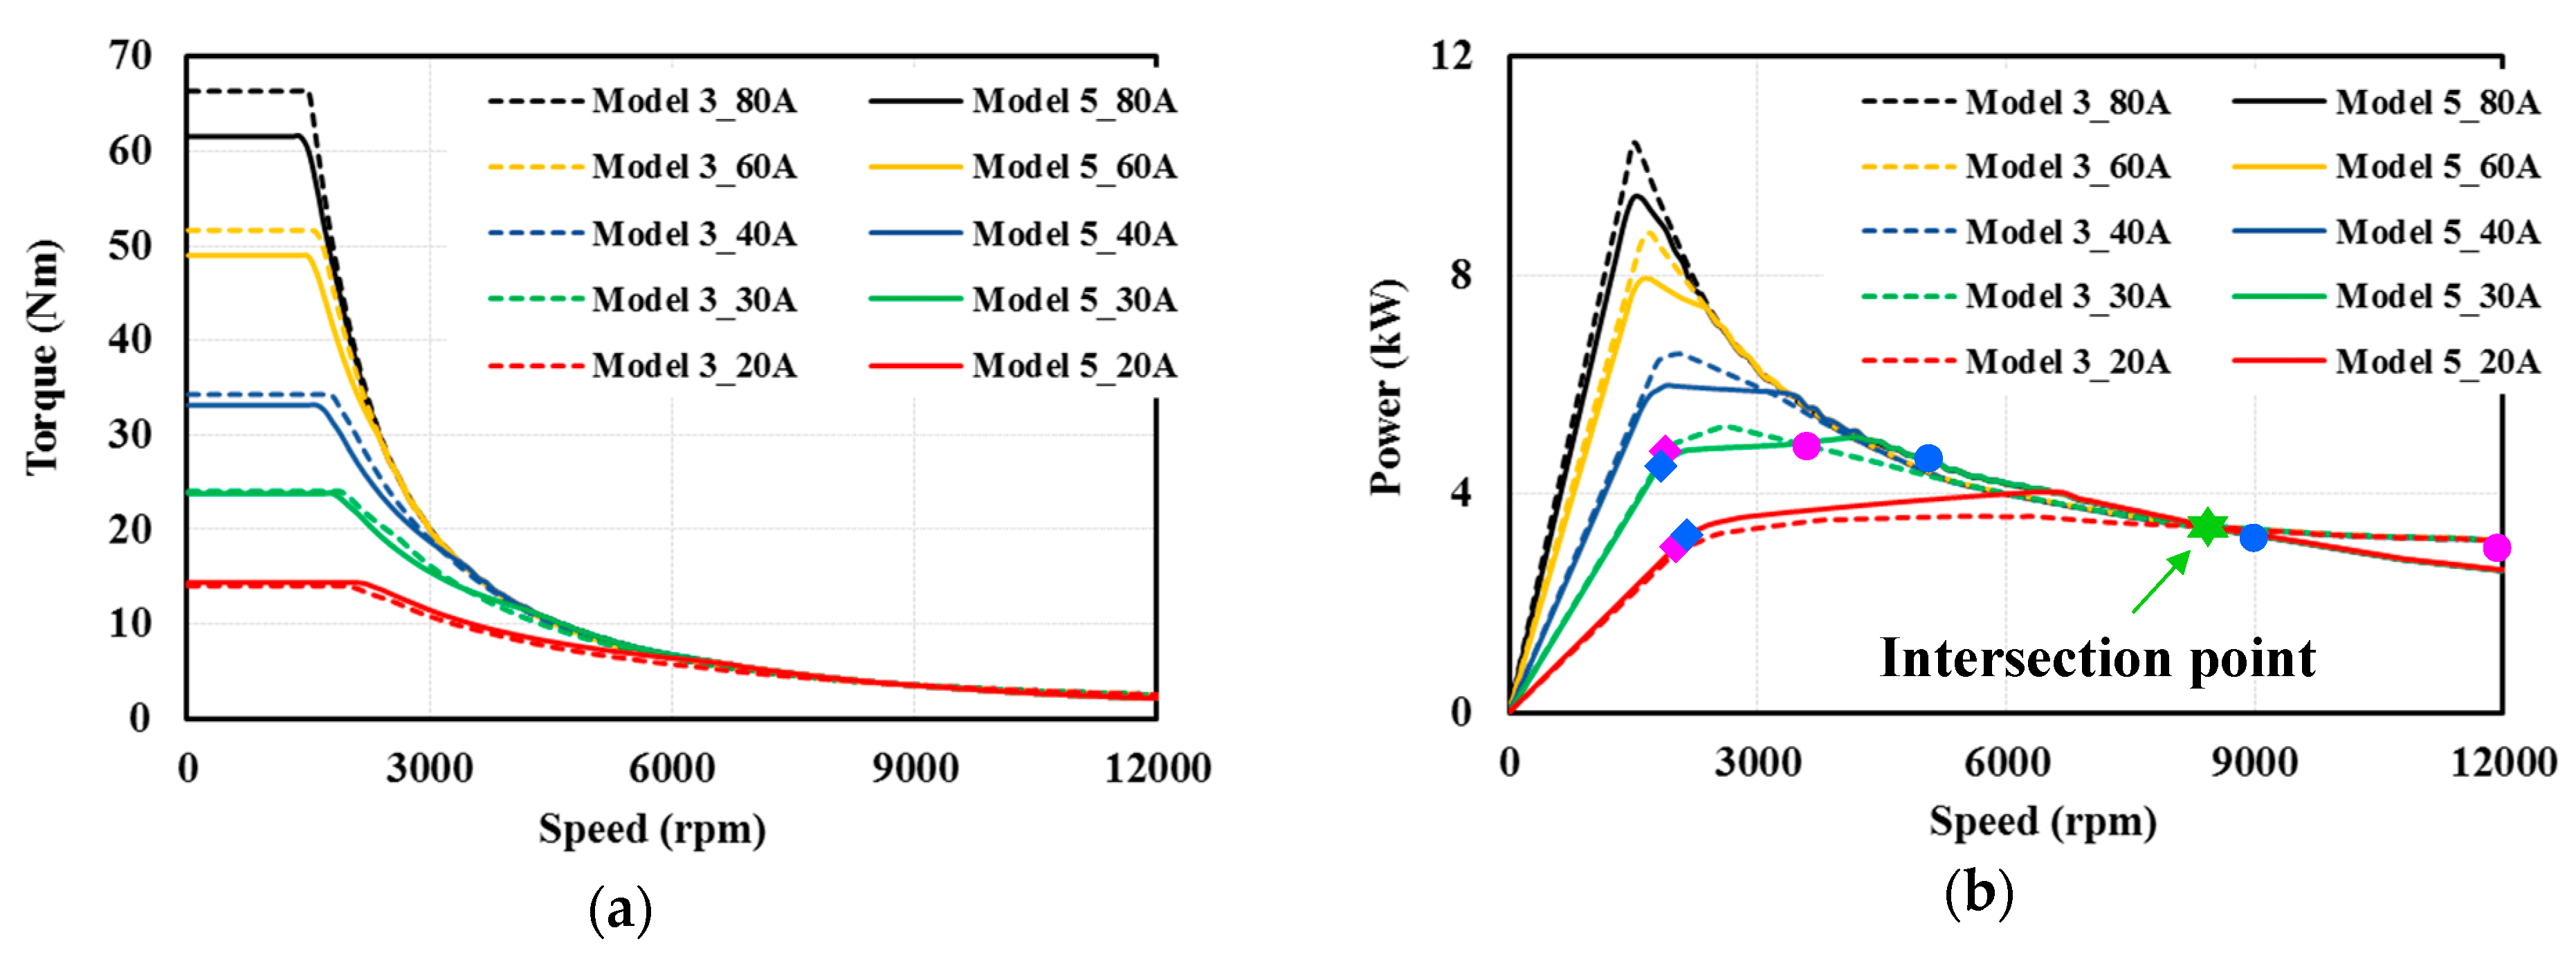 70
60
50
40
30
20
10
0
Torque (Nm)
Model 3_80A Model 5_80A
Model 3_60A Model 5_60A
Model 3_40A Model 5_40A
Model 3_30A Model 5_30A
Model 3_20A Model 5_20A
0 3000 6000 9000 12000
Speed (rpm)
(a)
12
8
4
0
Power (kW)
Model 3_80A Model 5_80A
Model 3_60A Model 5_60A
Model 3_40A Model 5_40A
Model 3_30A Model 5_30A
Model 3_20A Model 5_20A
Intersection point
0 3000 6000 9000 12000
Speed (rpm)
(b)